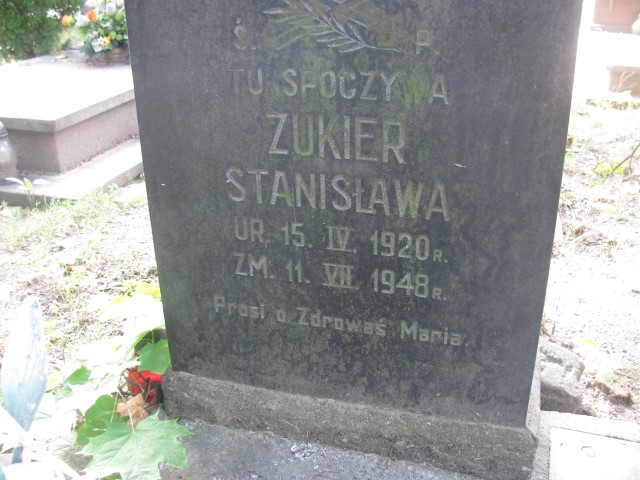 Ś. P.
TU SPOCZYWA
ZUKIER
STANISŁAWA
UR. 15. IV. 1920 R.
ZM. 11. VII. 1948 R.
Prosi o Zdrowaś Maria.